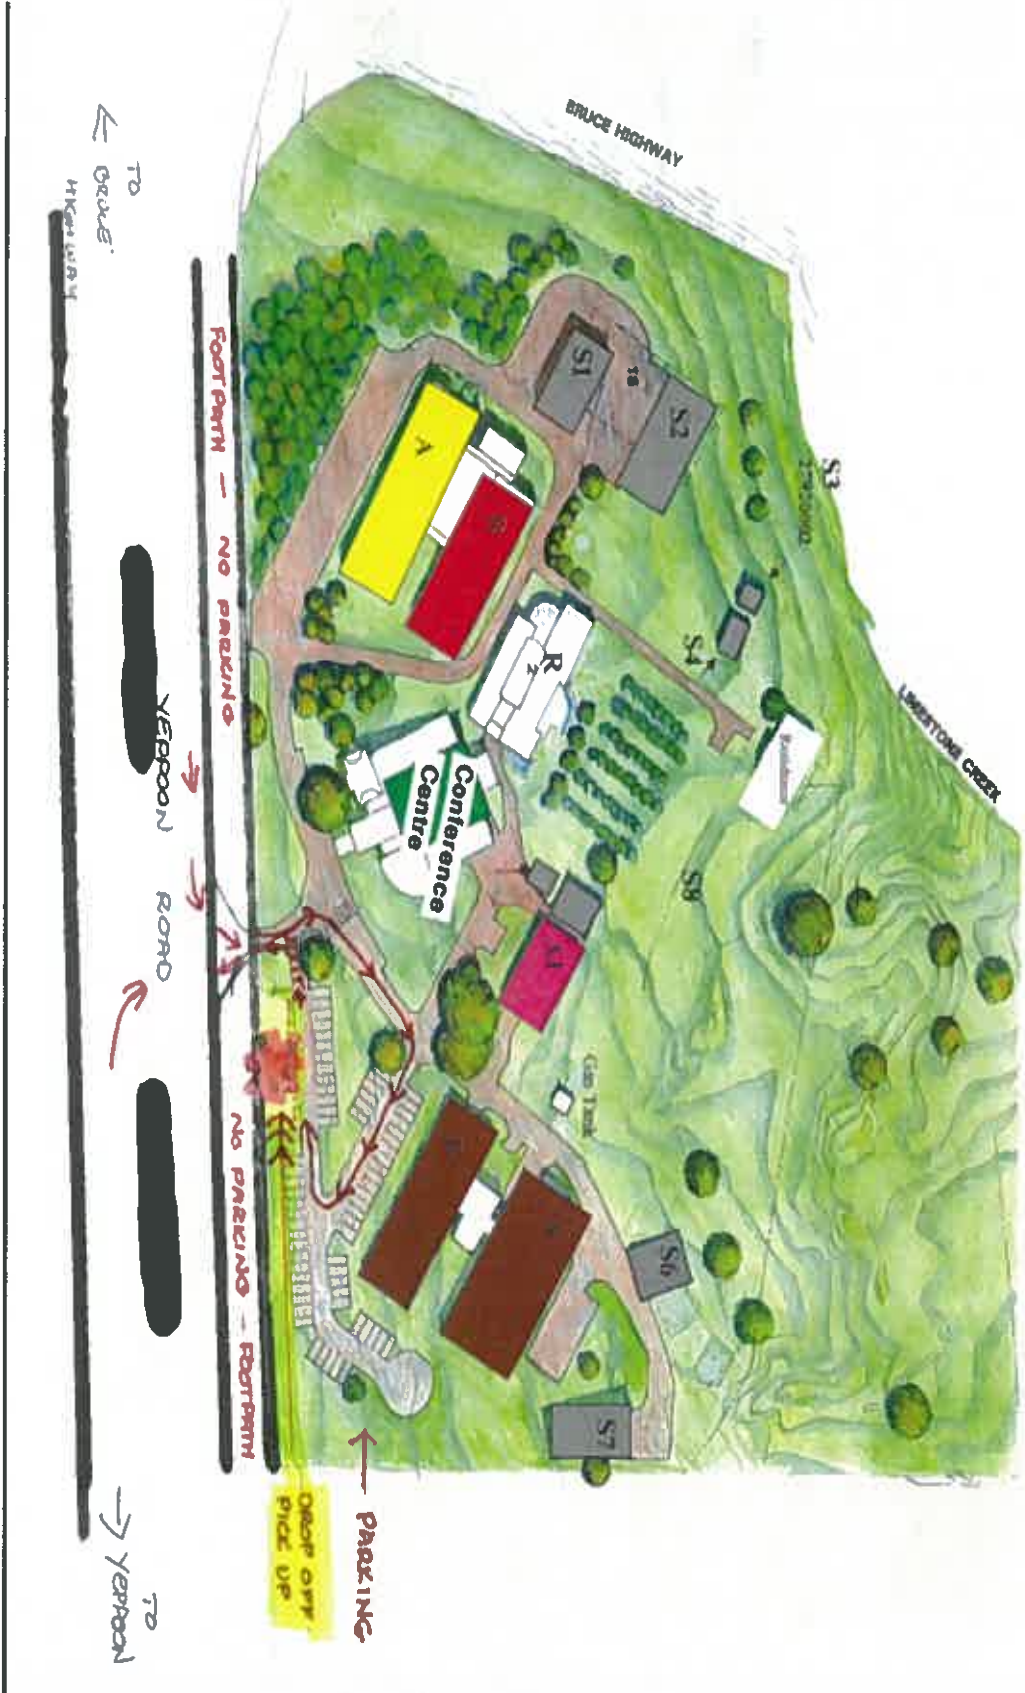 BRUCE HIGHWAY
LIMESTONE CREEK
S3
S1
18
S2
A
B
S4
R
Conference
Centre
S8
Gas Tank
S6
S7
FOOTPATH - NO PARKING
NO PARKING - FOOTPATH
TO
BRUCE
HIGHWAY
YEPPOON ROAD
TO
YEPPOON
PARKING
DROP OFF
PICK UP